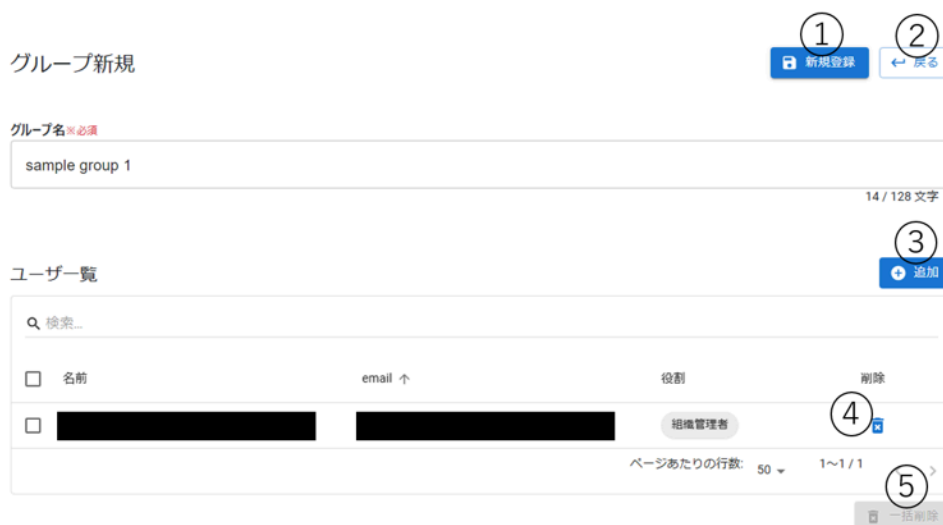 ① ②
グループ新規 新規登録 戻る
グループ名※必須
sample group 1
14 / 128 文字
③
ユーザ一覧 追加
検索...
名前 email ↑ 役割 削除
組織管理者 ④
ページあたりの行数: 50 1~1 / 1
⑤
一括削除